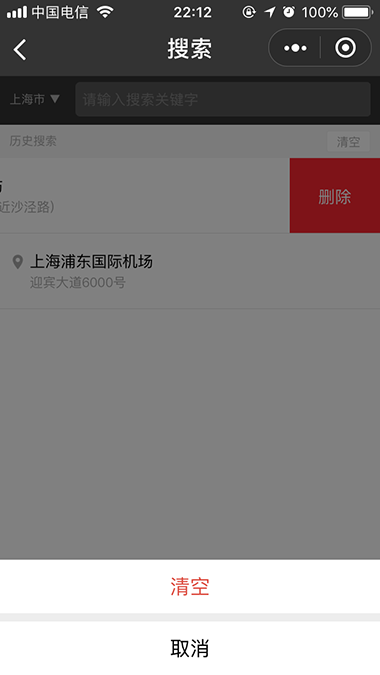 中国电信 22:12 100%
搜索
上海市 ▼ 请输入搜索关键字
历史搜索 清空
近沙泾路） 删除
上海浦东国际机场
迎宾大道6000号
清空
取消